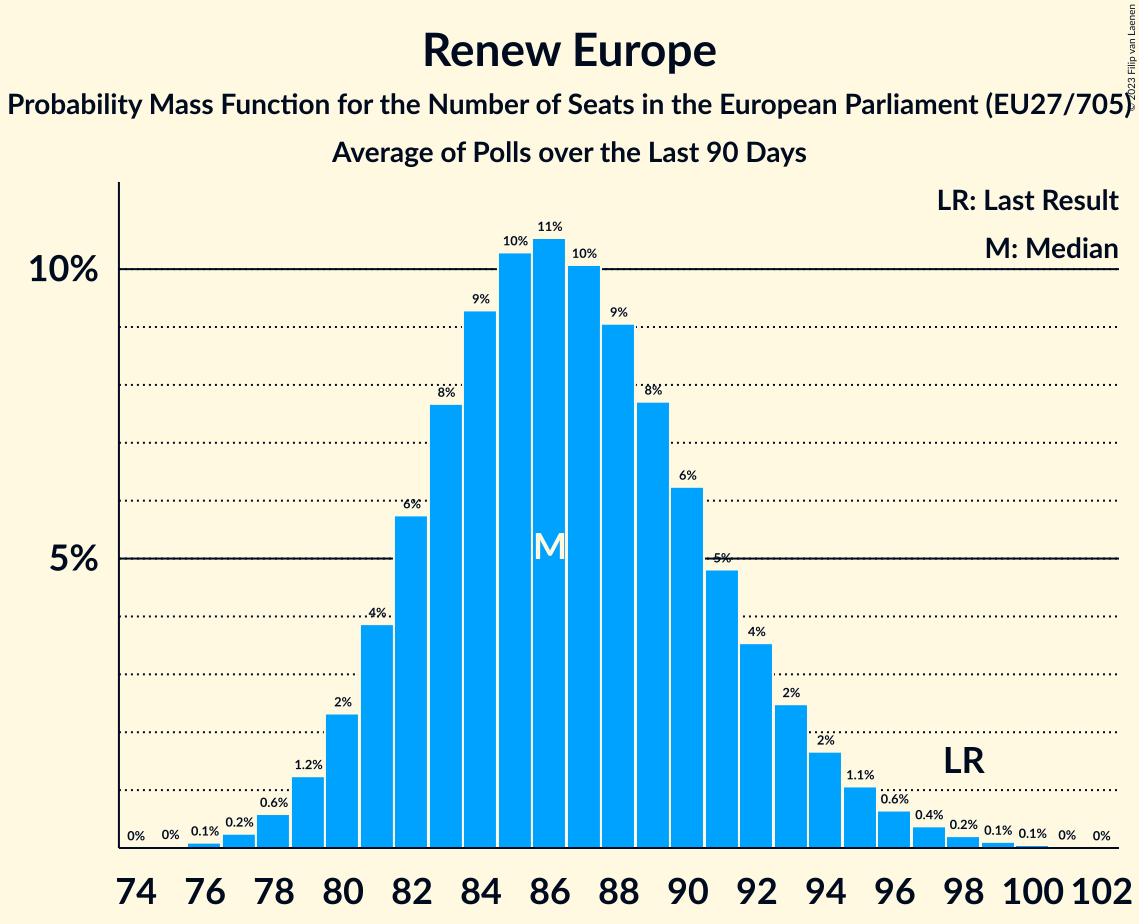 Renew Europe
Probability Mass Function for the Number of Seats in the European Parliament (EU27/705)
Average of Polls over the Last 90 Days
© 2023 Filip van Laenen
LR: Last Result
M: Median
10%
5%
0% 0% 0.1% 0.2% 0.6% 1.2% 2% 4% 6% 8% 9% 10% 11% 10% 9% 8% 6% 5% 4% 2% 2% 1.1% 0.6% 0.4% 0.2% 0.1% 0.1% 0% 0%
M
LR
74 76 78 80 82 84 86 88 90 92 94 96 98 100 102